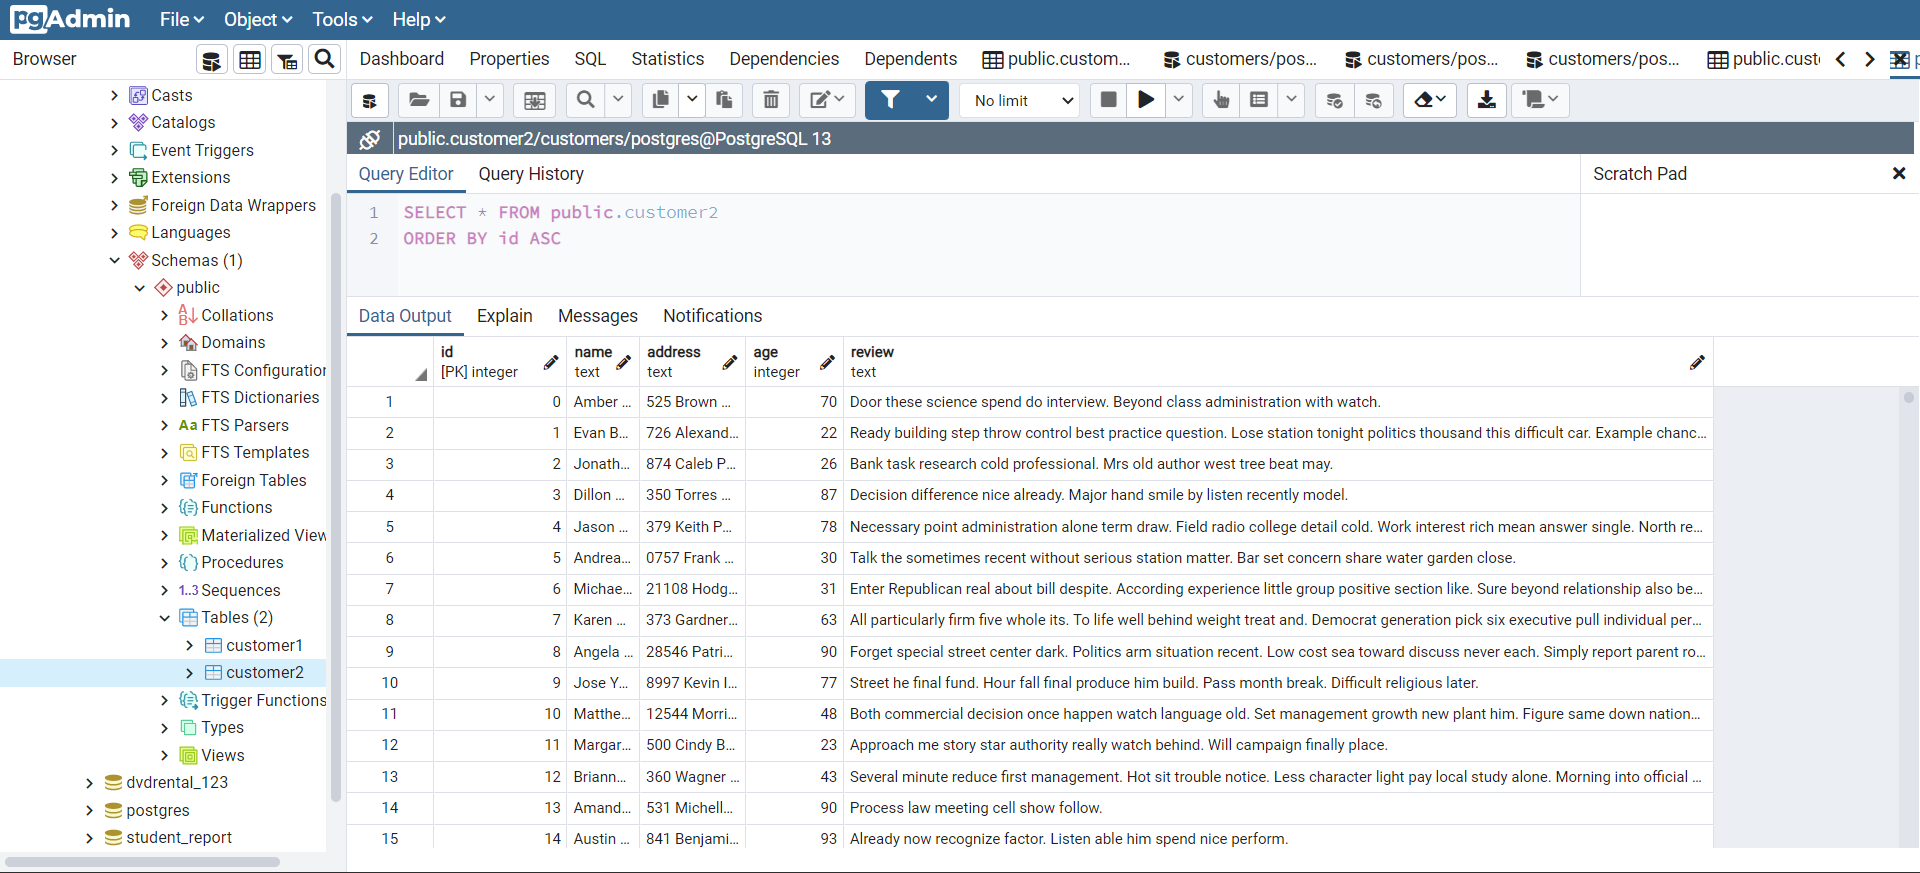 pgAdmin File Object Tools Help
Browser
Dashboard Properties SQL Statistics Dependencies Dependents public.custom... customers/pos... customers/pos... customers/pos... public.cust
No limit
public.customer2/customers/postgres@PostgreSQL 13
Query Editor Query History
Scratch Pad
1 SELECT * FROM public.customer2
2 ORDER BY id ASC
Casts
Catalogs
Event Triggers
Extensions
Foreign Data Wrappers
Languages
Schemas (1)
public
Collations
Domains
FTS Configuration
FTS Dictionaries
Aa FTS Parsers
FTS Templates
Foreign Tables
Functions
Materialized View
Procedures
1..3 Sequences
Tables (2)
customer1
customer2
Trigger Functions
Types
Views
dvdrental_123
postgres
student_report
Data Output Explain Messages Notifications
id name address age review
[PK] integer text text integer text
1 0 Amber ... 525 Brown ... 70 Door these science spend do interview. Beyond class administration with watch.
2 1 Evan B... 726 Alexand... 22 Ready building step throw control best practice question. Lose station tonight politics thousand this difficult car. Example chanc...
3 2 Jonath... 874 Caleb P... 26 Bank task research cold professional. Mrs old author west tree beat may.
4 3 Dillon ... 350 Torres ... 87 Decision difference nice already. Major hand smile by listen recently model.
5 4 Jason ... 379 Keith P... 78 Necessary point administration alone term draw. Field radio college detail cold. Work interest rich mean answer single. North re...
6 5 Andrea... 0757 Frank ... 30 Talk the sometimes recent without serious station matter. Bar set concern share water garden close.
7 6 Michae... 21108 Hodg... 31 Enter Republican real about bill despite. According experience little group positive section like. Sure beyond relationship also be...
8 7 Karen ... 373 Gardner... 63 All particularly firm five whole its. To life well behind weight treat and. Democrat generation pick six executive pull individual per...
9 8 Angela ... 28546 Patri... 90 Forget special street center dark. Politics arm situation recent. Low cost sea toward discuss never each. Simply report parent ro...
10 9 Jose Y... 8997 Kevin I... 77 Street he final fund. Hour fall final produce him build. Pass month break. Difficult religious later.
11 10 Matthe... 12544 Morri... 48 Both commercial decision once happen watch language old. Set management growth new plant him. Figure same down nation...
12 11 Margar... 500 Cindy B... 23 Approach me story star authority really watch behind. Will campaign finally place.
13 12 Briann... 360 Wagner ... 43 Several minute reduce first management. Hot sit trouble notice. Less character light pay local study alone. Morning into official ...
14 13 Amand... 531 Michell... 90 Process law meeting cell show follow.
15 14 Austin ... 841 Benjami... 93 Already now recognize factor. Listen able him spend nice perform.